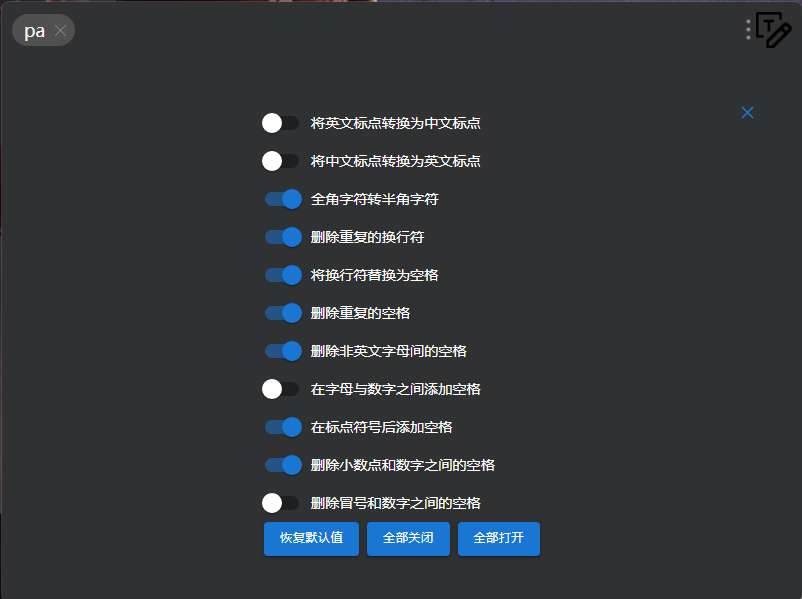 pa
T
将英文标点转换为中文标点
将中文标点转换为英文标点
全角字符转半角字符
删除重复的换行符
将换行符替换为空格
删除重复的空格
删除非英文字母间的空格
在字母与数字之间添加空格
在标点符号后添加空格
删除小数点和数字之间的空格
删除冒号和数字之间的空格
恢复默认值 全部关闭 全部打开